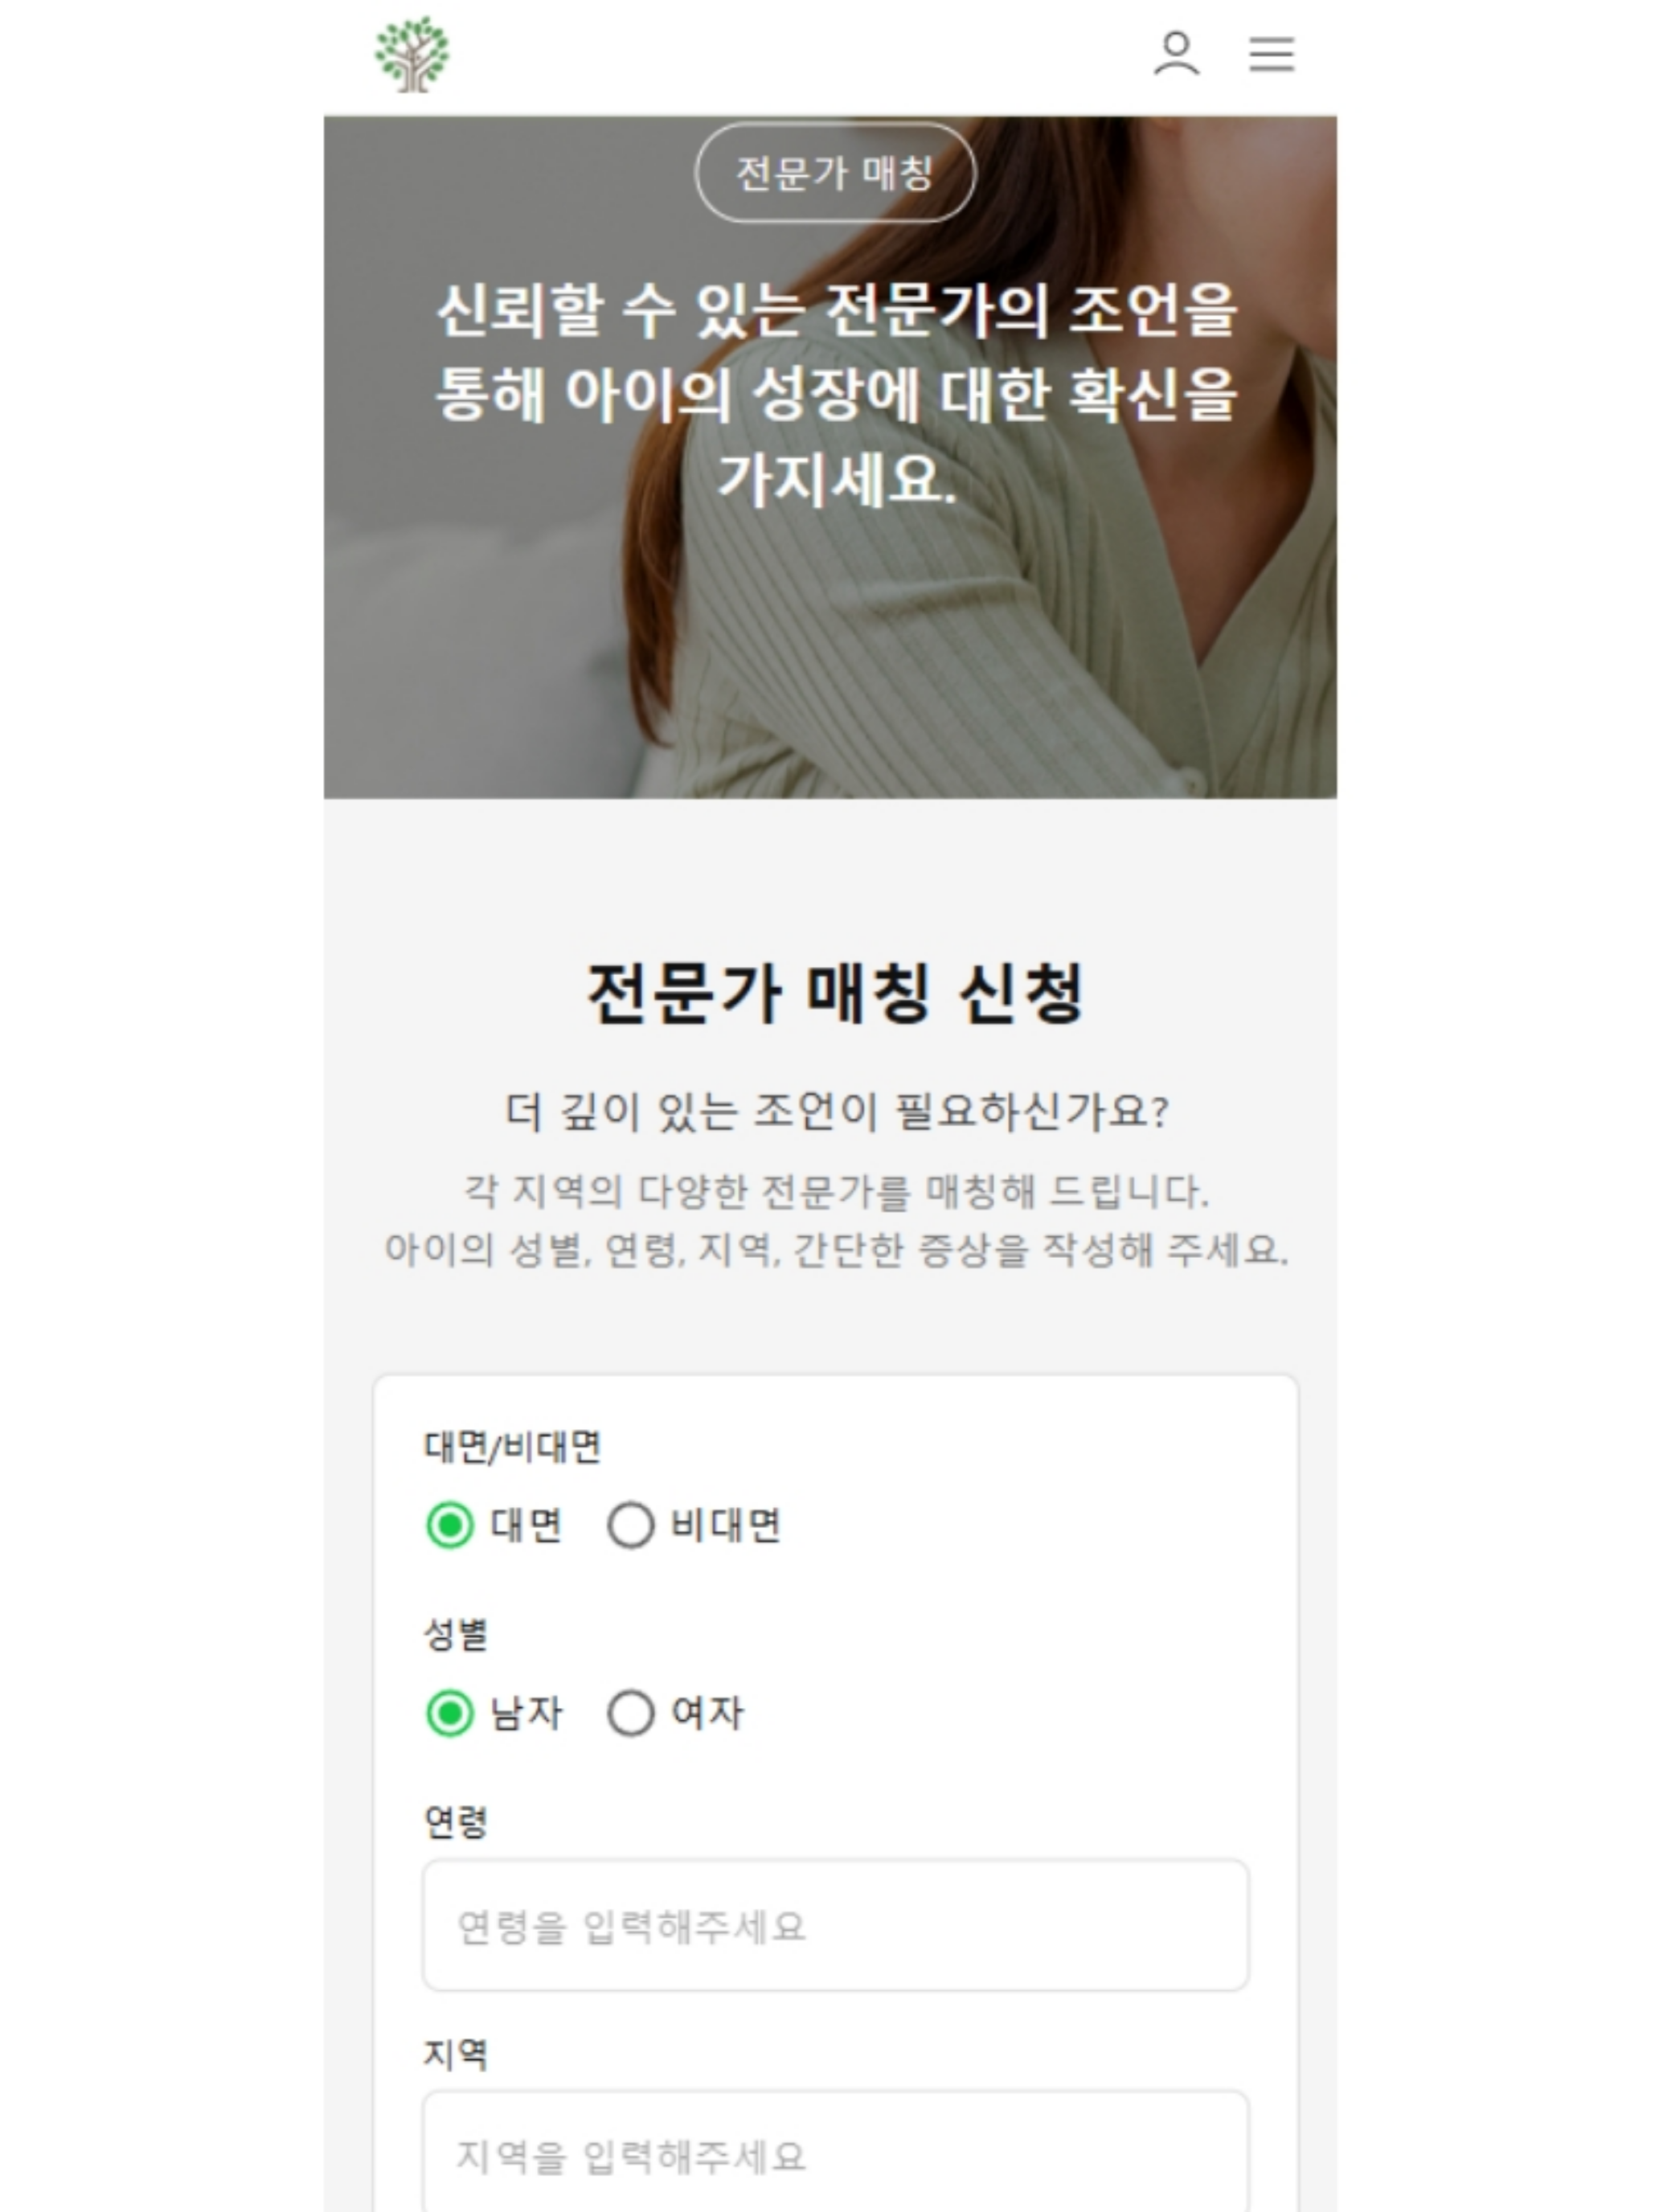 전문가 매칭
신뢰할 수 있는 전문가의 조언을
통해 아이의 성장에 대한 확신을
가지세요.
전문가 매칭 신청
더 깊이 있는 조언이 필요하신가요?
각 지역의 다양한 전문가를 매칭해 드립니다.
아이의 성별, 연령, 지역, 간단한 증상을 작성해 주세요.
대면/비대면
대면 비대면
성별
남자 여자
연령
연령을 입력해주세요
지역
지역을 입력해주세요